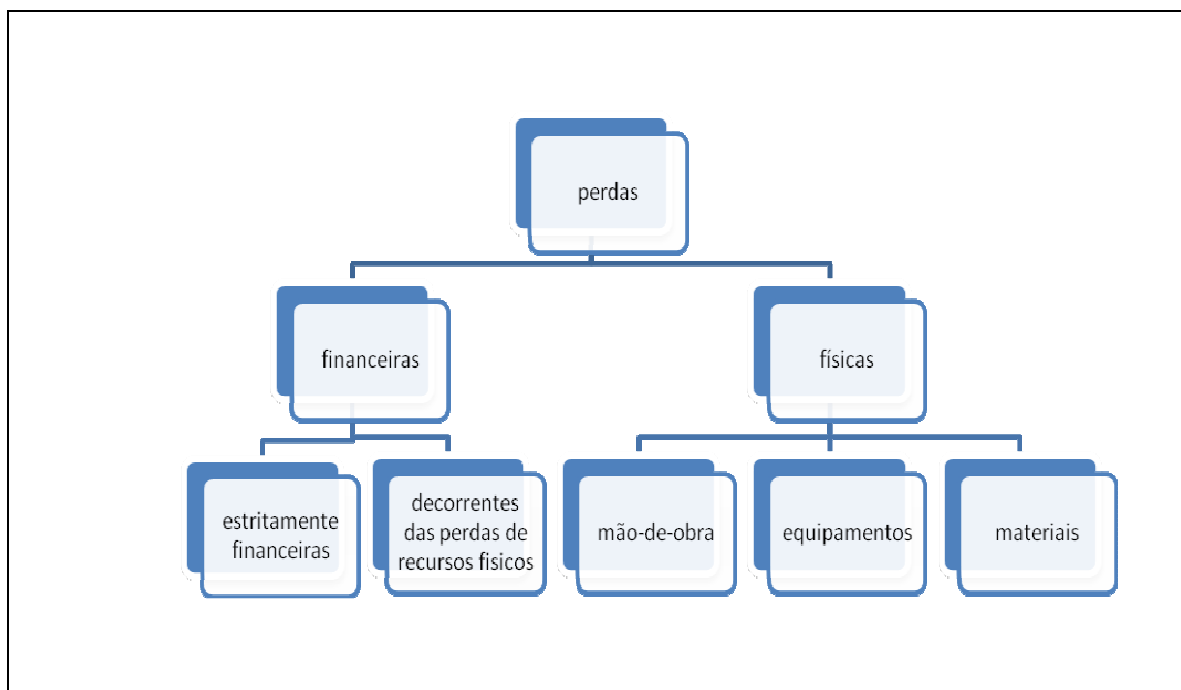 perdas
financeiras
físicas
estritamente
financeiras
decorrentes
das perdas de
recursos fisicos
mão-de-obra
equipamentos
materiais